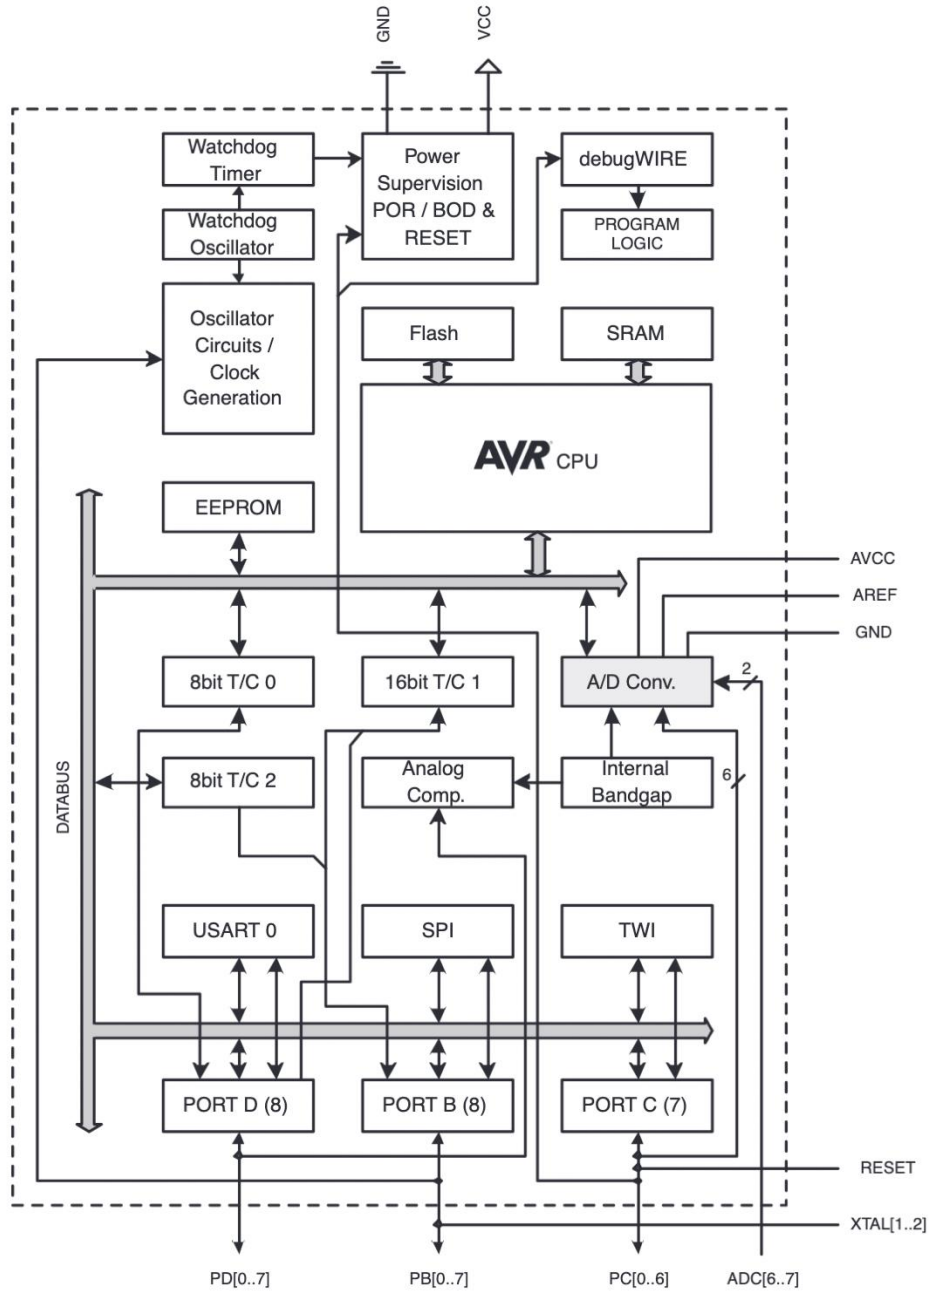 GND
VCC
Watchdog
Timer
Power
Supervision
POR / BOD &
RESET
debugWIRE
Watchdog
Oscillator
PROGRAM
LOGIC
Oscillator
Circuits /
Clock
Generation
Flash
SRAM
AVR CPU
EEPROM
AVCC
AREF
GND
8bit T/C 0
16bit T/C 1
A/D Conv.
2
8bit T/C 2
Analog
Comp.
Internal
Bandgap
6
DATABUS
USART 0
SPI
TWI
PORT D (8)
PORT B (8)
PORT C (7)
RESET
XTAL[1..2]
PD[0..7]
PB[0..7]
PC[0..6]
ADC[6..7]